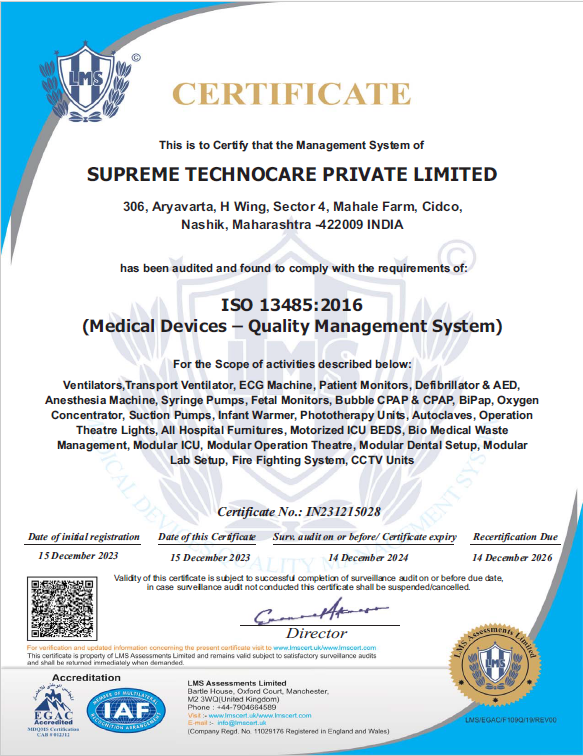 LMS
©
CERTIFICATE
This is to Certify that the Management System of
SUPREME TECHNOCARE PRIVATE LIMITED
306, Aryavarta, H Wing, Sector 4, Mahale Farm, Cidco,
Nashik, Maharashtra -422009 INDIA
has been audited and found to comply with the requirements of:
ISO 13485:2016
(Medical Devices – Quality Management System)
For the Scope of activities described below:
Ventilators,Transport Ventilator, ECG Machine, Patient Monitors, Defibrillator & AED,
Anesthesia Machine, Syringe Pumps, Fetal Monitors, Bubble CPAP & CPAP, BiPap, Oxygen
Concentrator, Suction Pumps, Infant Warmer, Phototherapy Units, Autoclaves, Operation
Theatre Lights, All Hospital Furnitures, Motorized ICU BEDS, Bio Medical Waste
Management, Modular ICU, Modular Operation Theatre, Modular Dental Setup, Modular
Lab Setup, Fire Fighting System, CCTV Units
Certificate No.: IN231215028
Date of initial registration Date of this Certificate Surv. audit on or before/ Certificate expiry Recertification Due
15 December 2023 15 December 2023 14 December 2024 14 December 2026
Validity of this certificate is subject to successful completion of surveillance audit on or before due date,
in case surveillance audit not conducted this certificate shall be suspended/cancelled.
Director
For verification and updated information concerning the present certificate visit to www.lmscert.uk/www.lmscert.com
This certificate is property of LMS Assessments Limited and remains valid subject to satisfactory surveillance audits
and shall be returned immediately when demanded.
Accreditation
EGAC
Accredited
MDQMS Certification
CAB # 012312
MEMBER OF MULTILATERAL
IAF
RECOGNITION ARRANGEMENT
LMS Assessments Limited
Bartle House, Oxford Court, Manchester,
M2 3WQ(United Kingdom)
Phone : +44-7904664589
Visit :- www.lmscert.uk/www.lmscert.com
E-mail :- info@lmscert.uk
(Company Regd. No. 11029176 Registered in England and Wales)
LMS Assessments Limited
LMS
LMS/EGAC/F109Q/19/REV00